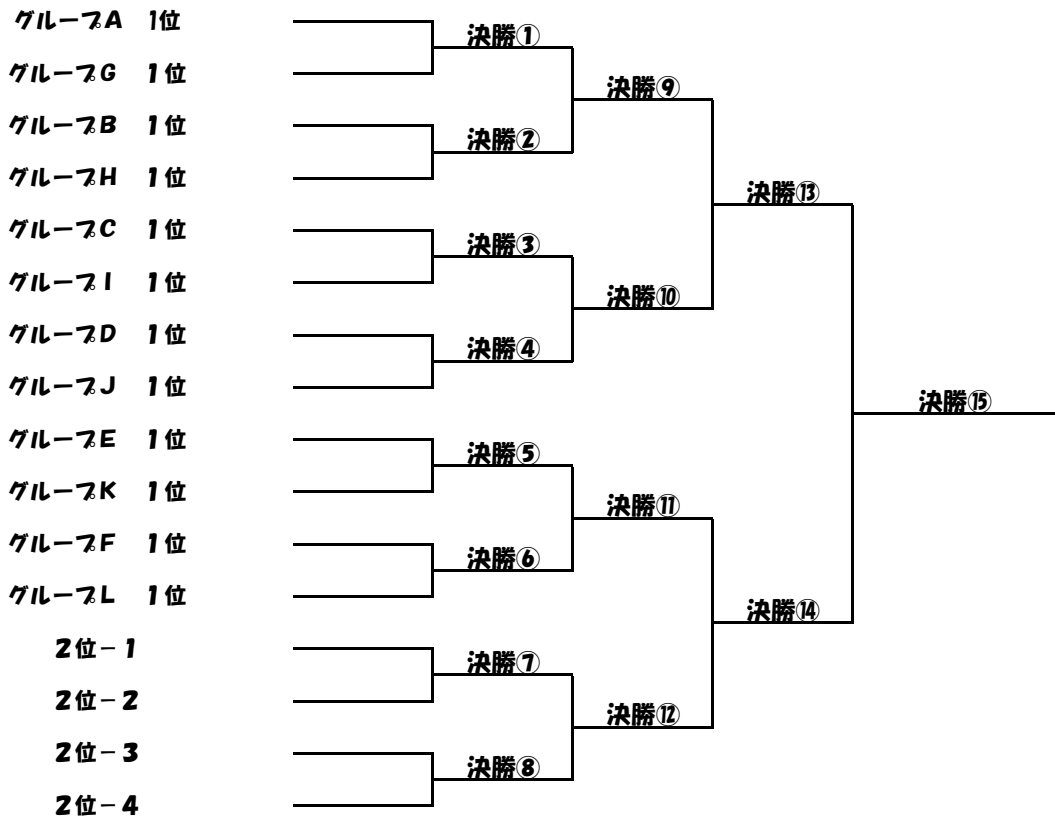 グループA 1位
決勝①
グループG 1位
決勝⑨
グループB 1位
決勝②
グループH 1位
決勝⑬
グループC 1位
決勝③
グループI 1位
決勝⑩
グループD 1位
決勝④
グループJ 1位
決勝⑮
グループE 1位
決勝⑤
グループK 1位
決勝⑪
グループF 1位
決勝⑥
グループL 1位
決勝⑭
2位－1
決勝⑦
2位－2
決勝⑫
2位－3
決勝⑧
2位－4